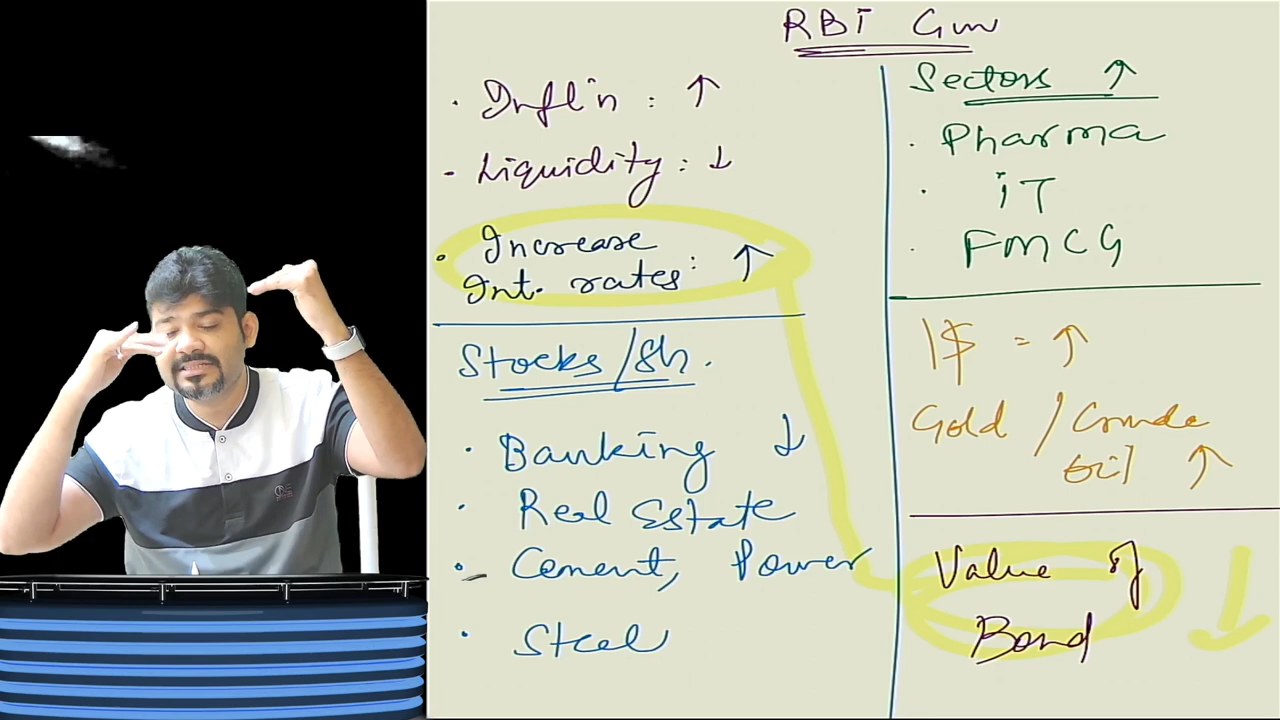 RBI Guv
. Infl'n : ↑
- Liquidity : ↓
. Increase
Int. rates : ↑
Stocks / Sh.
. Banking ↓
. Real Estate
. Cement, Power
. Steel
Sectors ↑
. Pharma
. iT
. FMCG
1$ = ↑
Gold / Crude
Oil ↑
Value of
Bond ↓